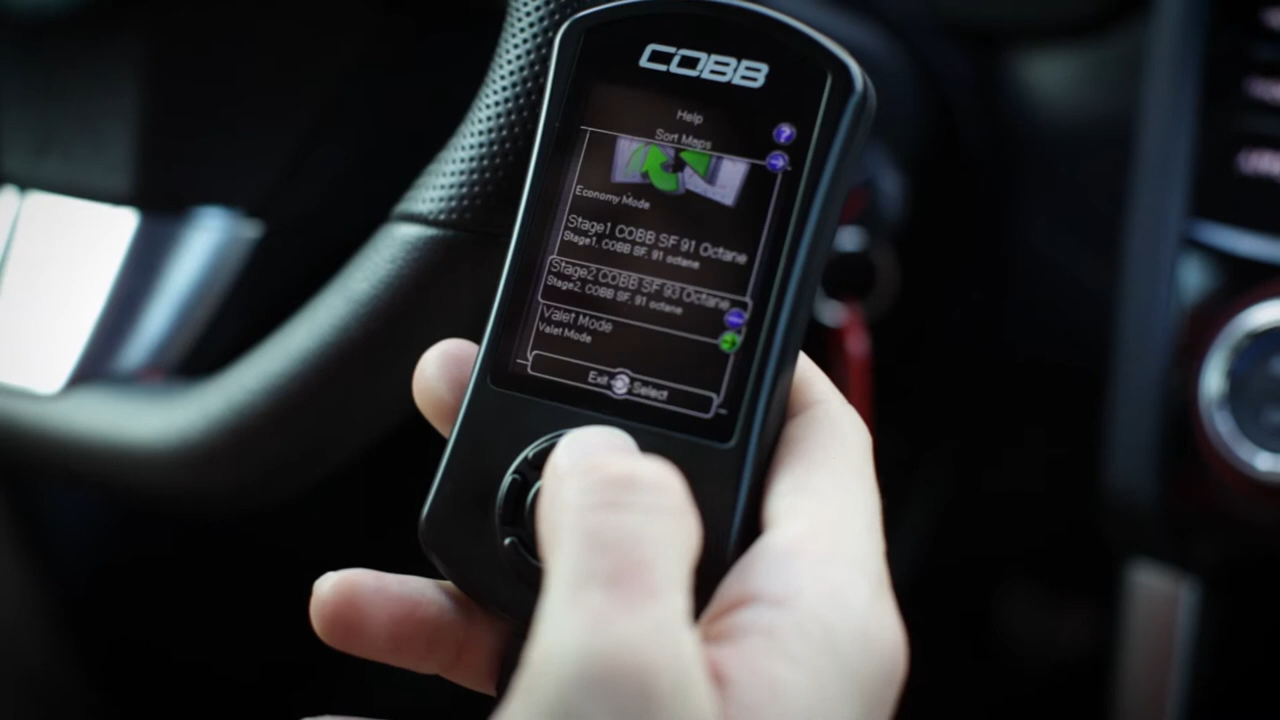 COBB
Help
Sort Maps
Economy Mode
Stage1 COBB SF 91 Octane
Stage1, COBB SF, 91 octane
Stage2 COBB SF 93 Octane
Stage2, COBB SF, 91 octane
Valet Mode
Valet Mode
Exit Select